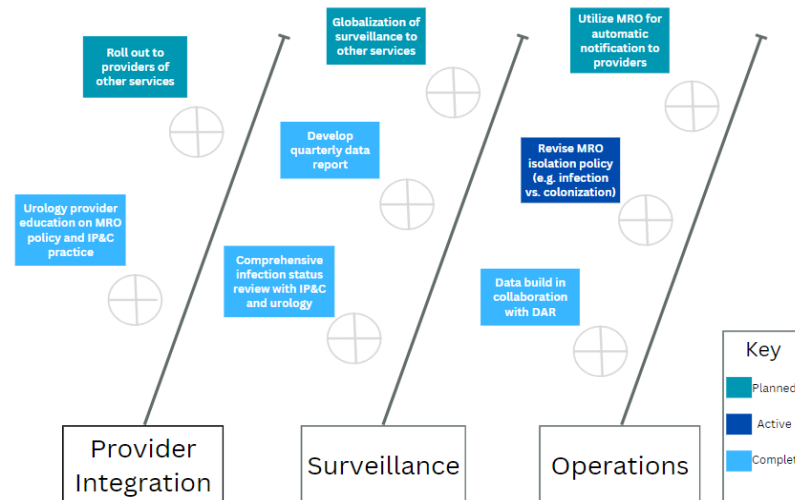 Roll out to
providers of
other services
Urology provider
education on MRO
policy and IP&C
practice
Provider
Integration
Globalization of
surveillance to
other services
Develop
quarterly data
report
Comprehensive
infection status
review with IP&C
and urology
Surveillance
Utilize MRO for
automatic
notification to
providers
Revise MRO
isolation policy
(e.g. infection
vs. colonization)
Data build in
collaboration
with DAR
Operations
Key
Planned
Active
Complet